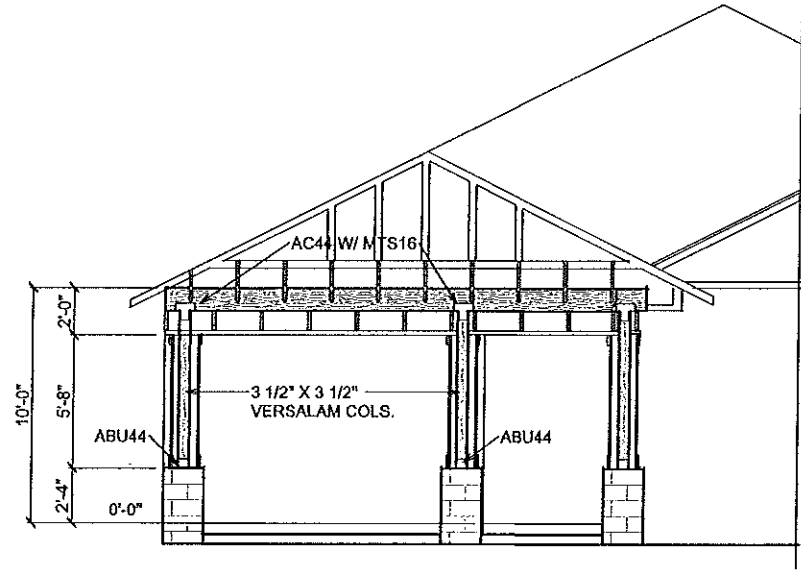 AC44 W/ MTS16
2'-0"
10'-0"
5'-8"
3 1/2" X 3 1/2"
VERSALAM COLS.
ABU44
ABU44
2'-4"
0'-0"